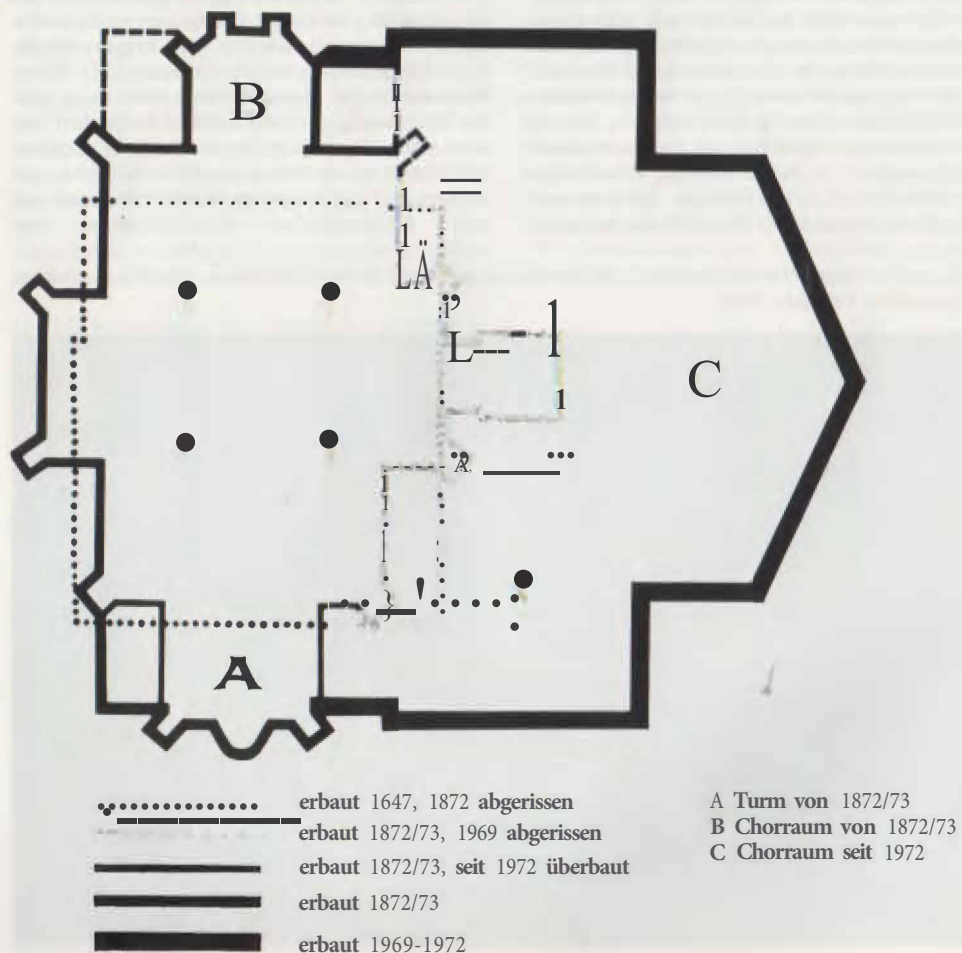 B
C
A
erbaut 1647, 1872 abgerissen
erbaut 1872/73, 1969 abgerissen
erbaut 1872/73, seit 1972 überbaut
erbaut 1872/73
erbaut 1969-1972
A Turm von 1872/73
B Chorraum von 1872/73
C Chorraum seit 1972